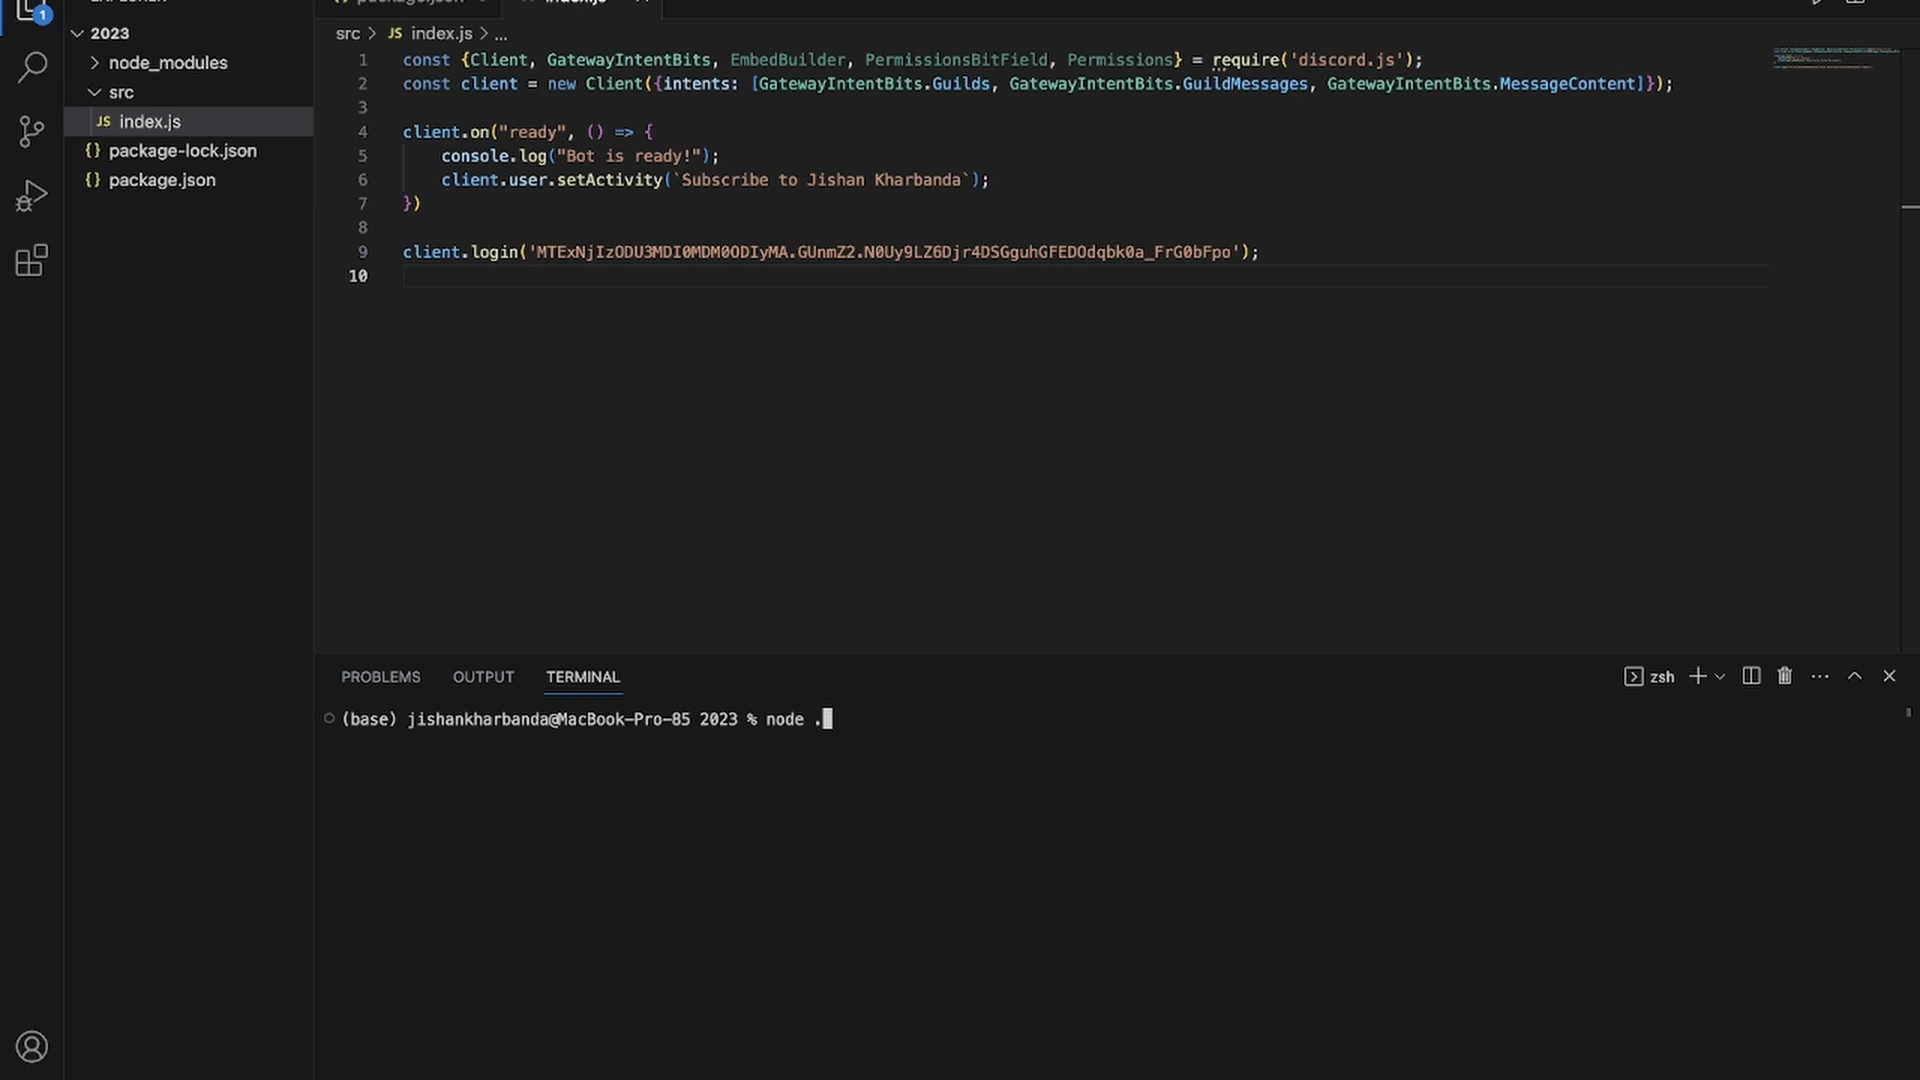 1
2023
node_modules
src
JS index.js
{} package-lock.json
{} package.json
src > JS index.js > ...
1 const {Client, GatewayIntentBits, EmbedBuilder, PermissionsBitField, Permissions} = require('discord.js');
2 const client = new Client({intents: [GatewayIntentBits.Guilds, GatewayIntentBits.GuildMessages, GatewayIntentBits.MessageContent]});
3
4 client.on("ready", () => {
5 console.log("Bot is ready!");
6 client.user.setActivity(`Subscribe to Jishan Kharbanda`);
7 })
8
9 client.login('[redacted token]');
10
PROBLEMS OUTPUT TERMINAL
zsh
(base) jishankharbanda@MacBook-Pro-85 2023 % node .